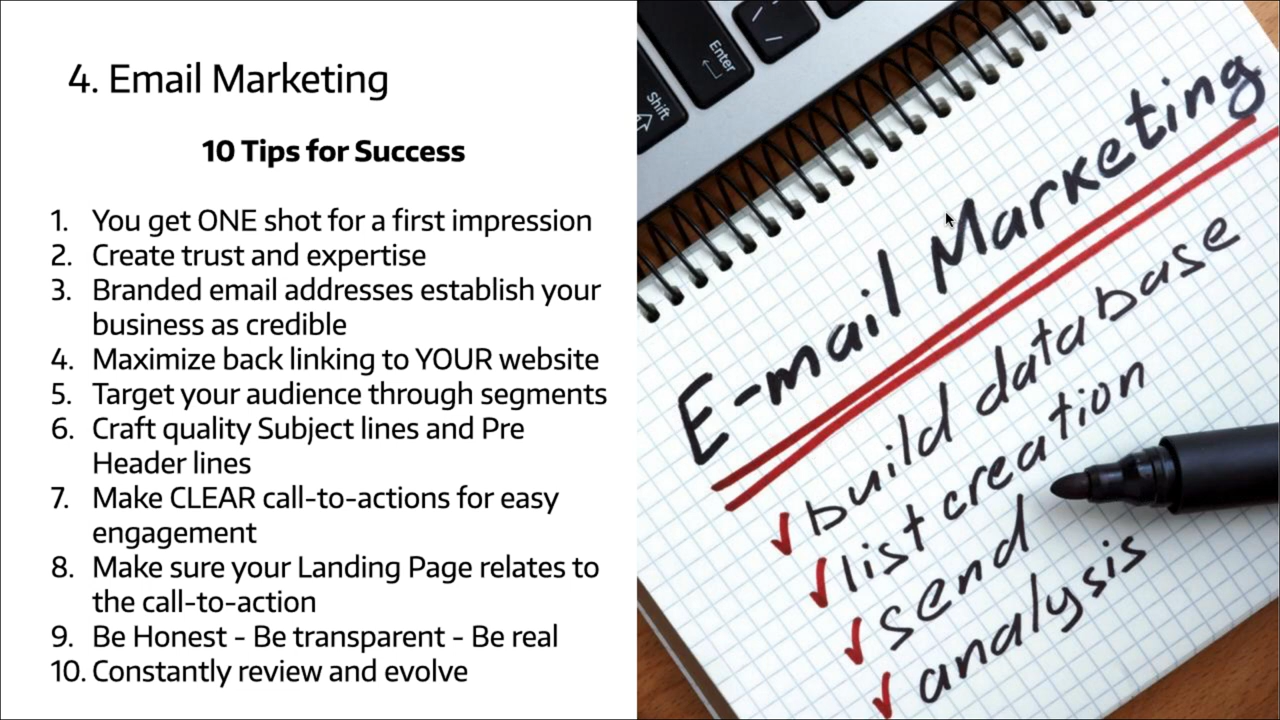 4. Email Marketing
10 Tips for Success
1. You get ONE shot for a first impression
2. Create trust and expertise
3. Branded email addresses establish your
business as credible
4. Maximize back linking to YOUR website
5. Target your audience through segments
6. Craft quality Subject lines and Pre
Header lines
7. Make CLEAR call-to-actions for easy
engagement
8. Make sure your Landing Page relates to
the call-to-action
9. Be Honest - Be transparent - Be real
10. Constantly review and evolve
Enter
Shift
E-mail Marketing
build database
list creation
send
analysis